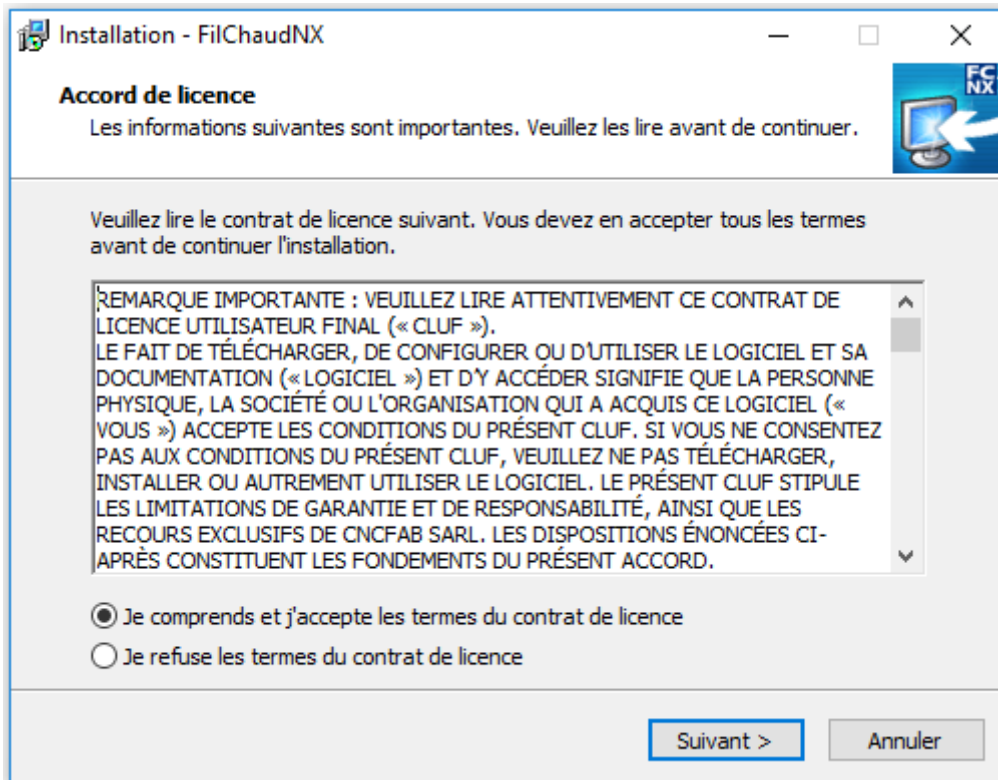 Installation - FilChaudNX
Accord de licence
Les informations suivantes sont importantes. Veuillez les lire avant de continuer.
FC
NX
Veuillez lire le contrat de licence suivant. Vous devez en accepter tous les termes
avant de continuer l'installation.
REMARQUE IMPORTANTE : VEUILLEZ LIRE ATTENTIVEMENT CE CONTRAT DE
LICENCE UTILISATEUR FINAL (« CLUF »).
LE FAIT DE TÉLÉCHARGER, DE CONFIGURER OU D'UTILISER LE LOGICIEL ET SA
DOCUMENTATION (« LOGICIEL ») ET D'Y ACCÉDER SIGNIFIE QUE LA PERSONNE
PHYSIQUE, LA SOCIÉTÉ OU L'ORGANISATION QUI A ACQUIS CE LOGICIEL («
VOUS ») ACCEPTE LES CONDITIONS DU PRÉSENT CLUF. SI VOUS NE CONSENTEZ
PAS AUX CONDITIONS DU PRÉSENT CLUF, VEUILLEZ NE PAS TÉLÉCHARGER,
INSTALLER OU AUTREMENT UTILISER LE LOGICIEL. LE PRÉSENT CLUF STIPULE
LES LIMITATIONS DE GARANTIE ET DE RESPONSABILITÉ, AINSI QUE LES
RECOURS EXCLUSIFS DE CNCFAB SARL. LES DISPOSITIONS ÉNONCÉES CI-
APRÈS CONSTITUENT LES FONDEMENTS DU PRÉSENT ACCORD.
Je comprends et j'accepte les termes du contrat de licence
Je refuse les termes du contrat de licence
Suivant >
Annuler